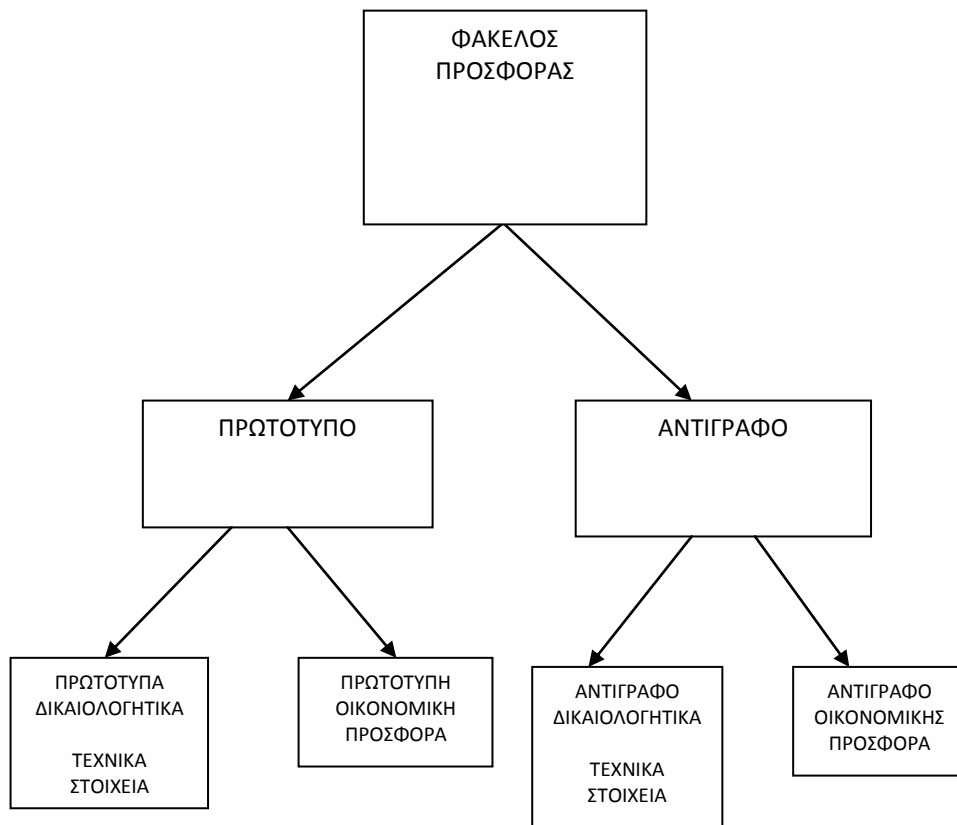 ΦΑΚΕΛΟΣ
ΠΡΟΣΦΟΡΑΣ
ΠΡΩΤΟΤΥΠΟ
ΑΝΤΙΓΡΑΦΟ
ΠΡΩΤΟΤΥΠΑ
ΔΙΚΑΙΟΛΟΓΗΤΙΚΑ
ΤΕΧΝΙΚΑ
ΣΤΟΙΧΕΙΑ
ΠΡΩΤΟΤΥΠΗ
ΟΙΚΟΝΟΜΙΚΗ
ΠΡΟΣΦΟΡΑ
ΑΝΤΙΓΡΑΦΟ
ΔΙΚΑΙΟΛΟΓΗΤΙΚΑ
ΤΕΧΝΙΚΑ
ΣΤΟΙΧΕΙΑ
ΑΝΤΙΓΡΑΦΟ
ΟΙΚΟΝΟΜΙΚΗΣ
ΠΡΟΣΦΟΡΑ